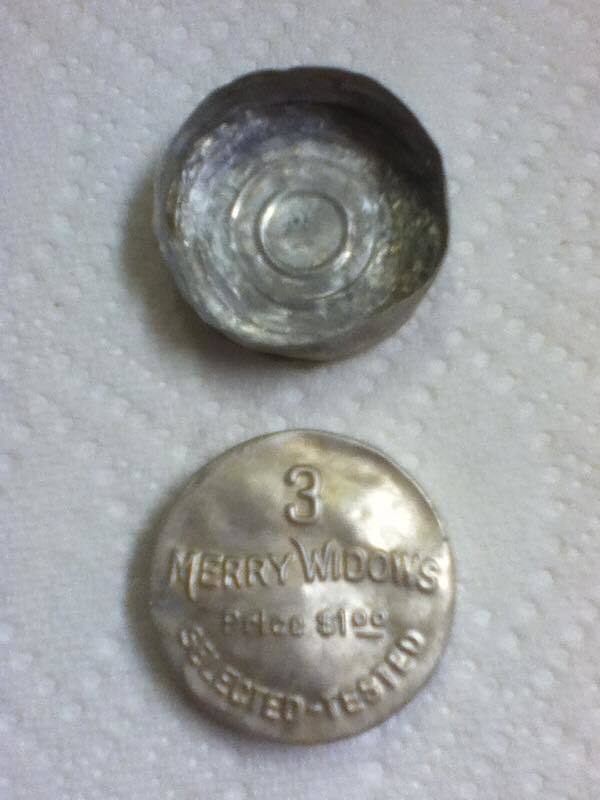 3
MERRY WIDOWS
Price $1.00
SELECTED-TESTED